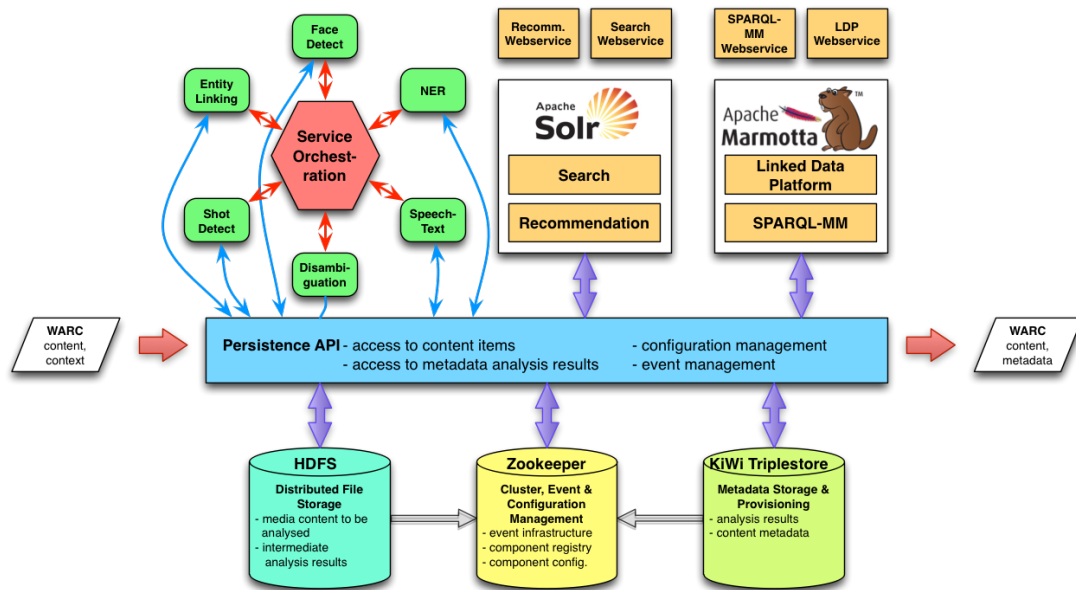 Face
Detect
Entity
Linking
NER
Service
Orchest-
ration
Shot
Detect
Speech-
Text
Disambi-
guation
Recomm.
Webservice
Search
Webservice
SPARQL-
MM
Webservice
LDP
Webservice
Apache
Solr
Search
Recommendation
Apache
Marmotta
TM
Linked Data
Platform
SPARQL-MM
WARC
content,
context
Persistence API
- access to content items
- access to metadata analysis results
- configuration management
- event management
WARC
content,
metadata
HDFS
Distributed File
Storage
- media content to be
analysed
- intermediate
analysis results
Zookeeper
Cluster, Event &
Configuration
Management
- event infrastructure
- component registry
- component config.
KiWi Triplestore
Metadata Storage &
Provisioning
- analysis results
- content metadata